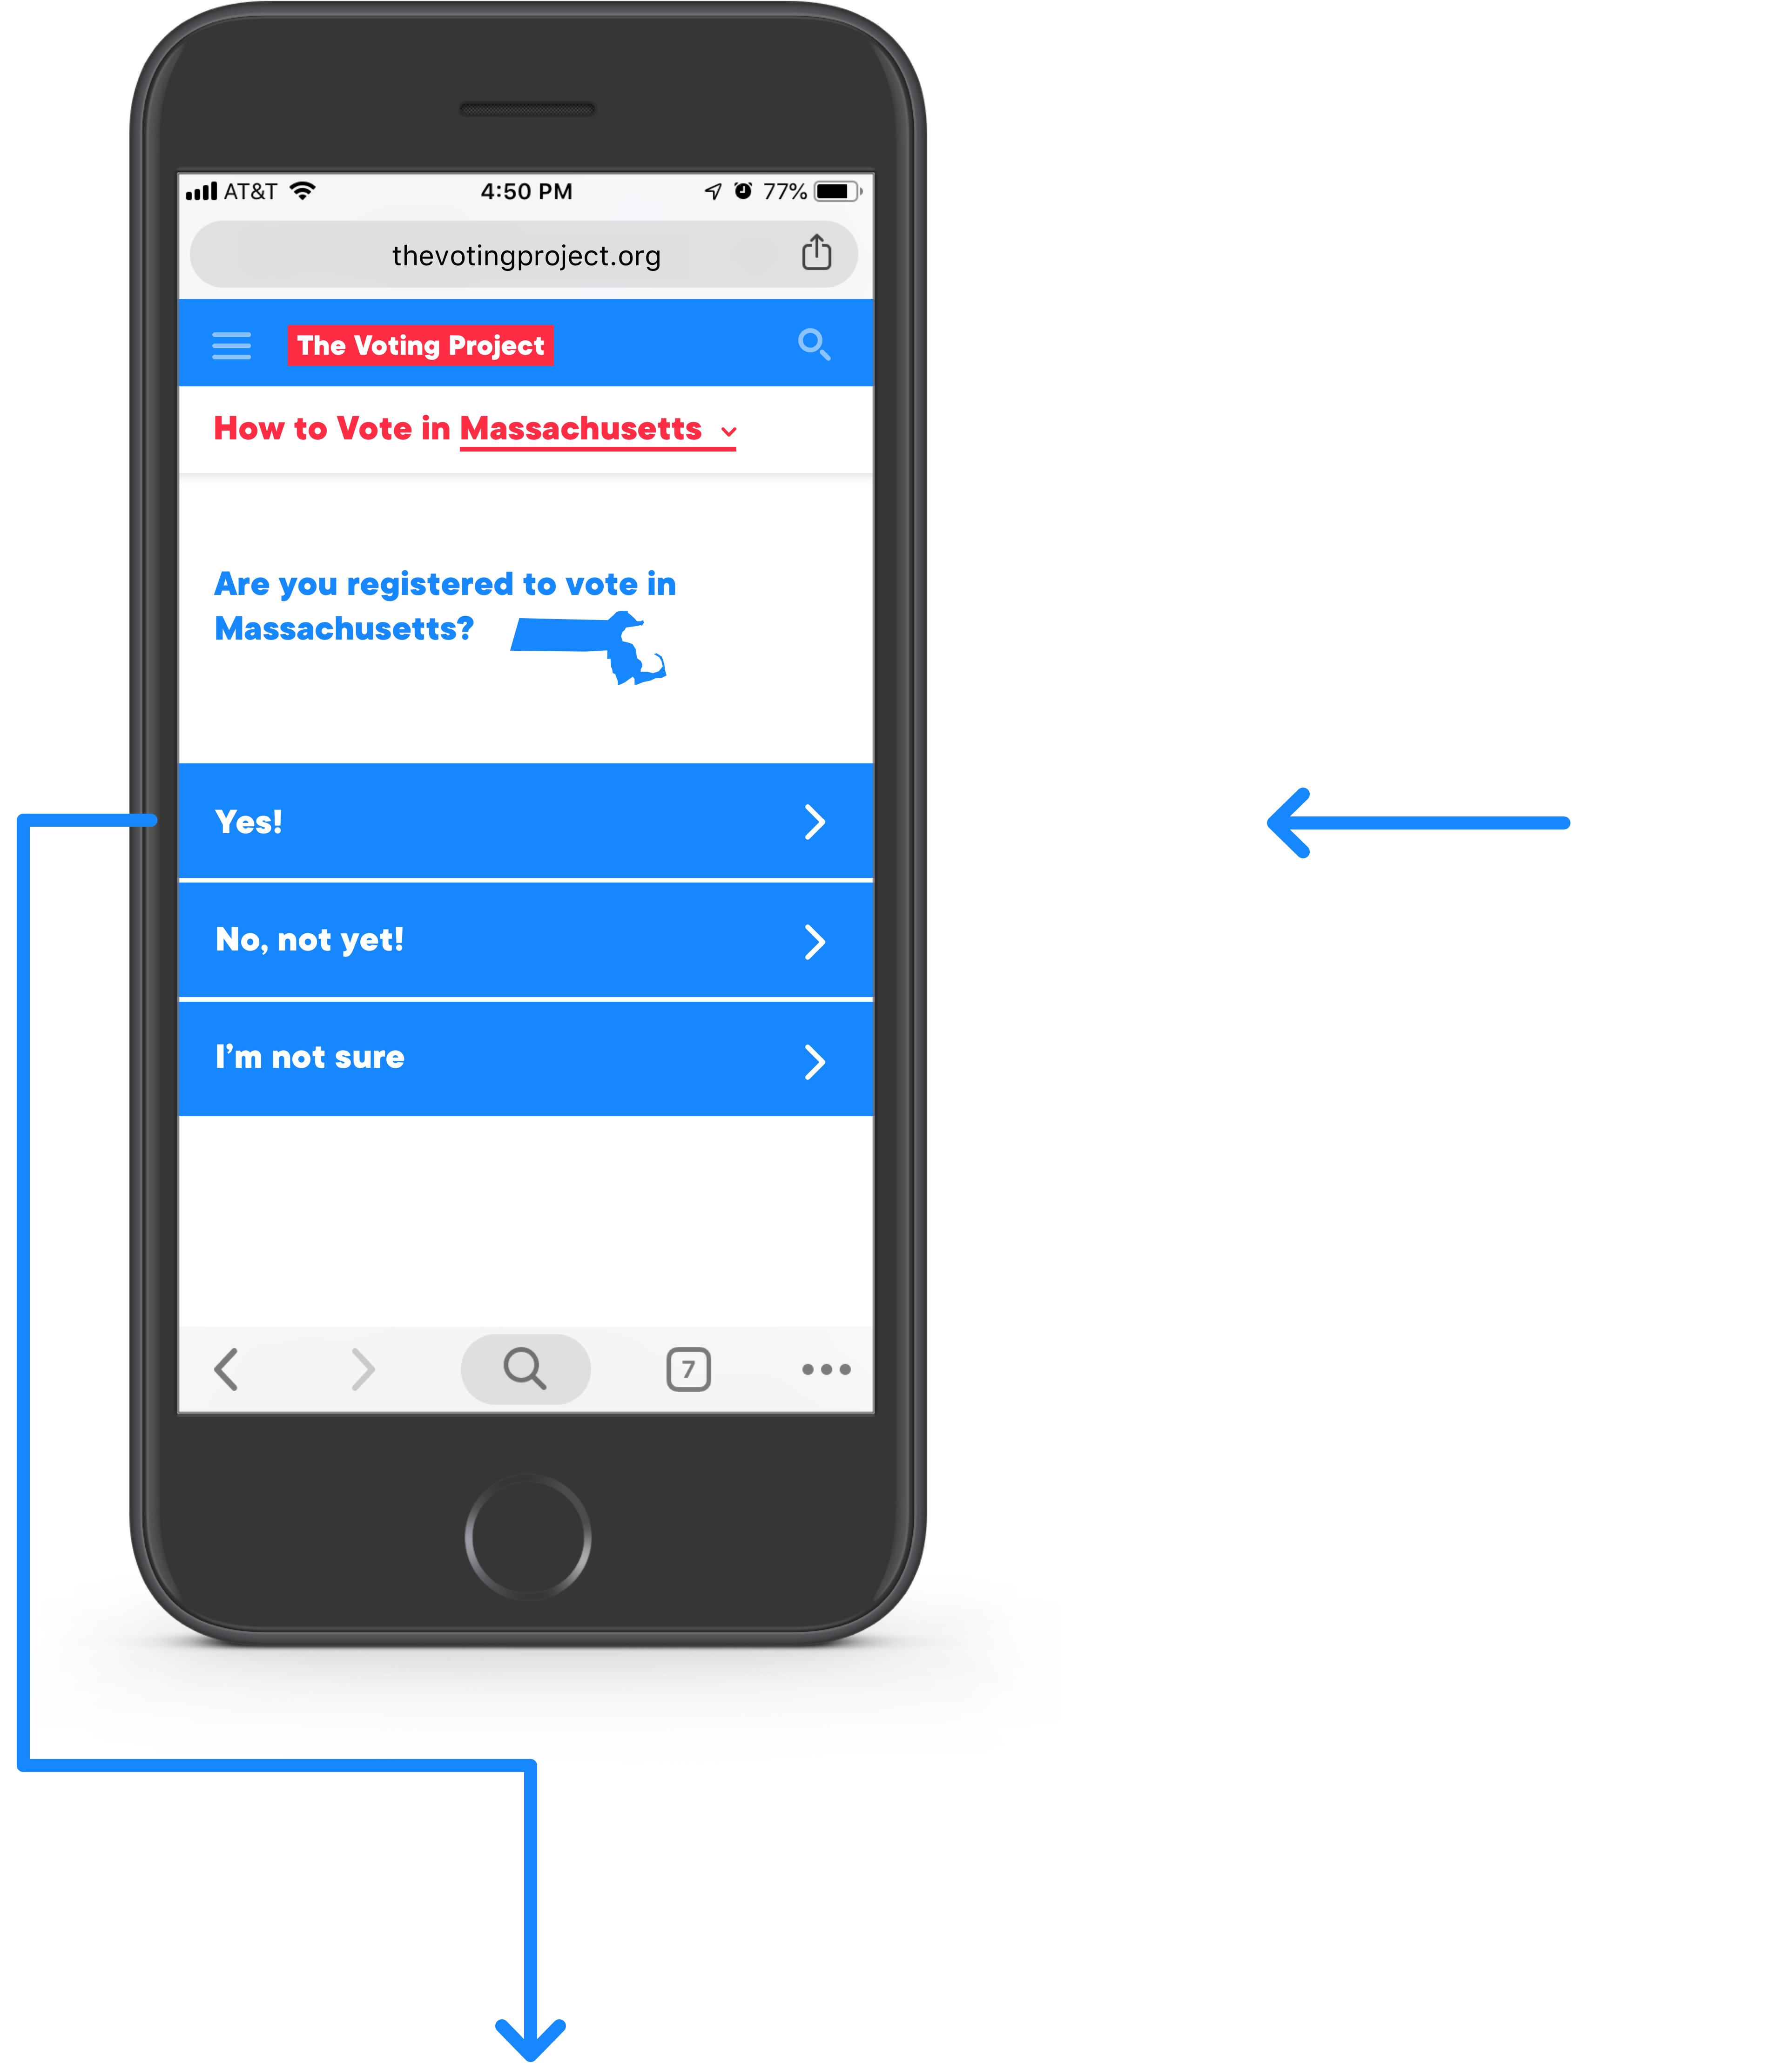 AT&T 4:50 PM 77%
thevotingproject.org
The Voting Project
How to Vote in Massachusetts
Are you registered to vote in
Massachusetts?
Yes!
No, not yet!
I'm not sure
7